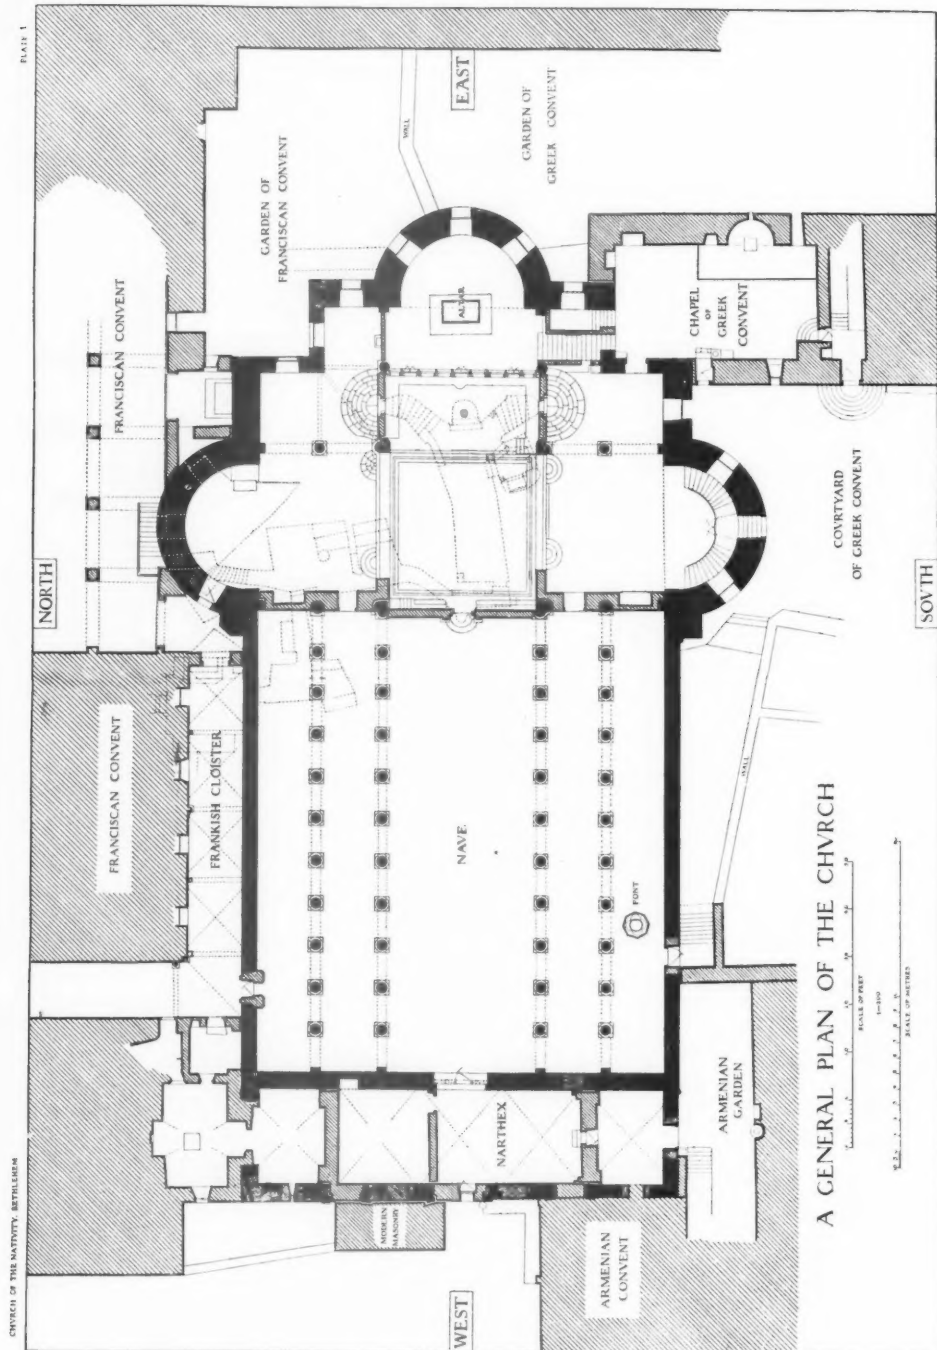 PLATE 1
CHVRCH OF THE NATIVITY, BETHLEHEM
EAST
GARDEN OF
FRANCISCAN CONVENT
WALL
GARDEN OF
GREEK CONVENT
FRANCISCAN CONVENT
ALTAR
CHAPEL
OF
GREEK
CONVENT
NORTH
COVRTYARD
OF GREEK CONVENT
SOVTH
FRANCISCAN CONVENT
FRANKISH CLOISTER
NAVE
WALL
FONT
NARTHEX
ARMENIAN
GARDEN
MODERN
MASONRY
ARMENIAN
CONVENT
WEST
A GENERAL PLAN OF THE CHVRCH
SCALE OF FEET
SCALE OF METRES